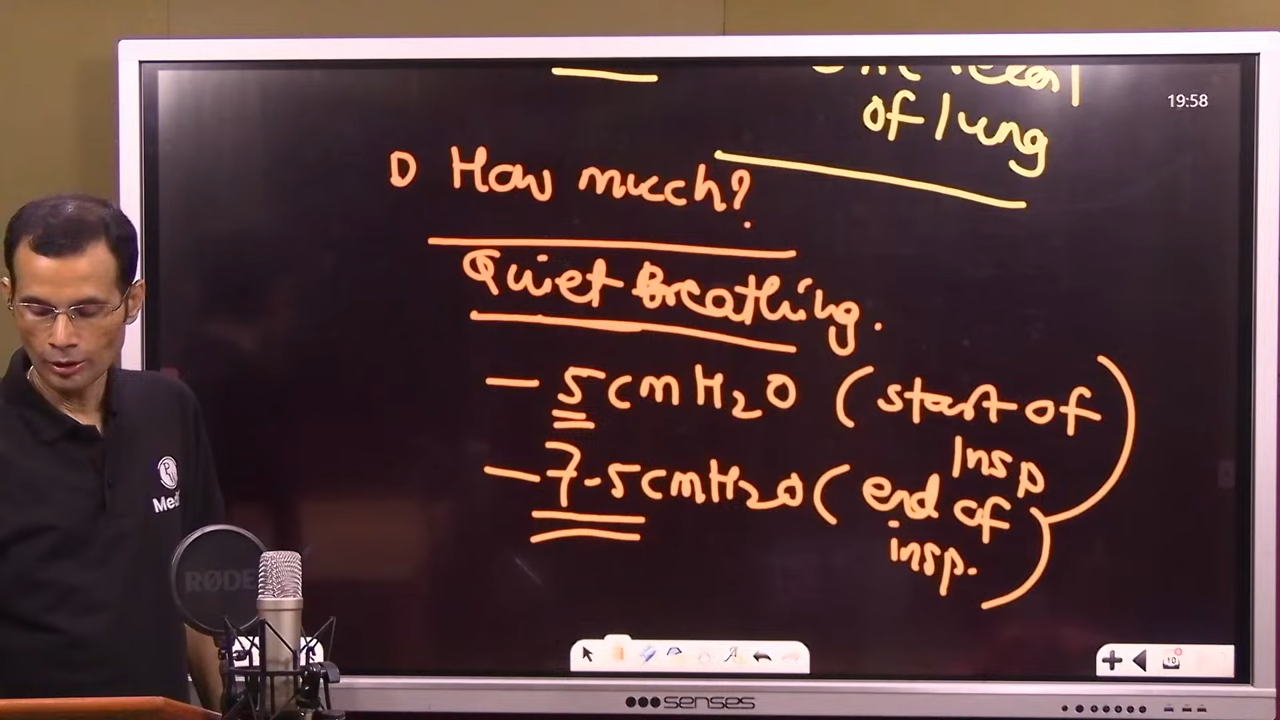 19:58
of lung
D How much?
Quiet Breathing.
— 5 cm H2O (start of
Insp
— 7.5 cm H2O (end of
insp.
Med
RØDE
senses